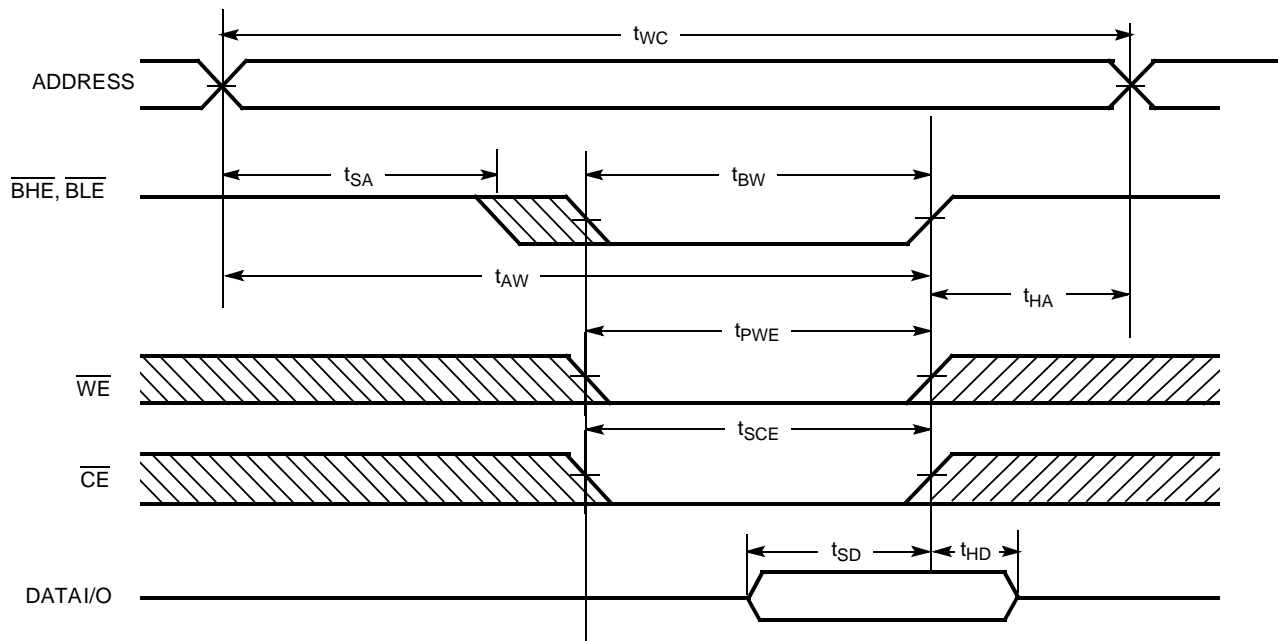 tWC
ADDRESS
tSA
tBW
BHE, BLE
tAW
tHA
tPWE
WE
tSCE
CE
tSD
tHD
DATAI/O